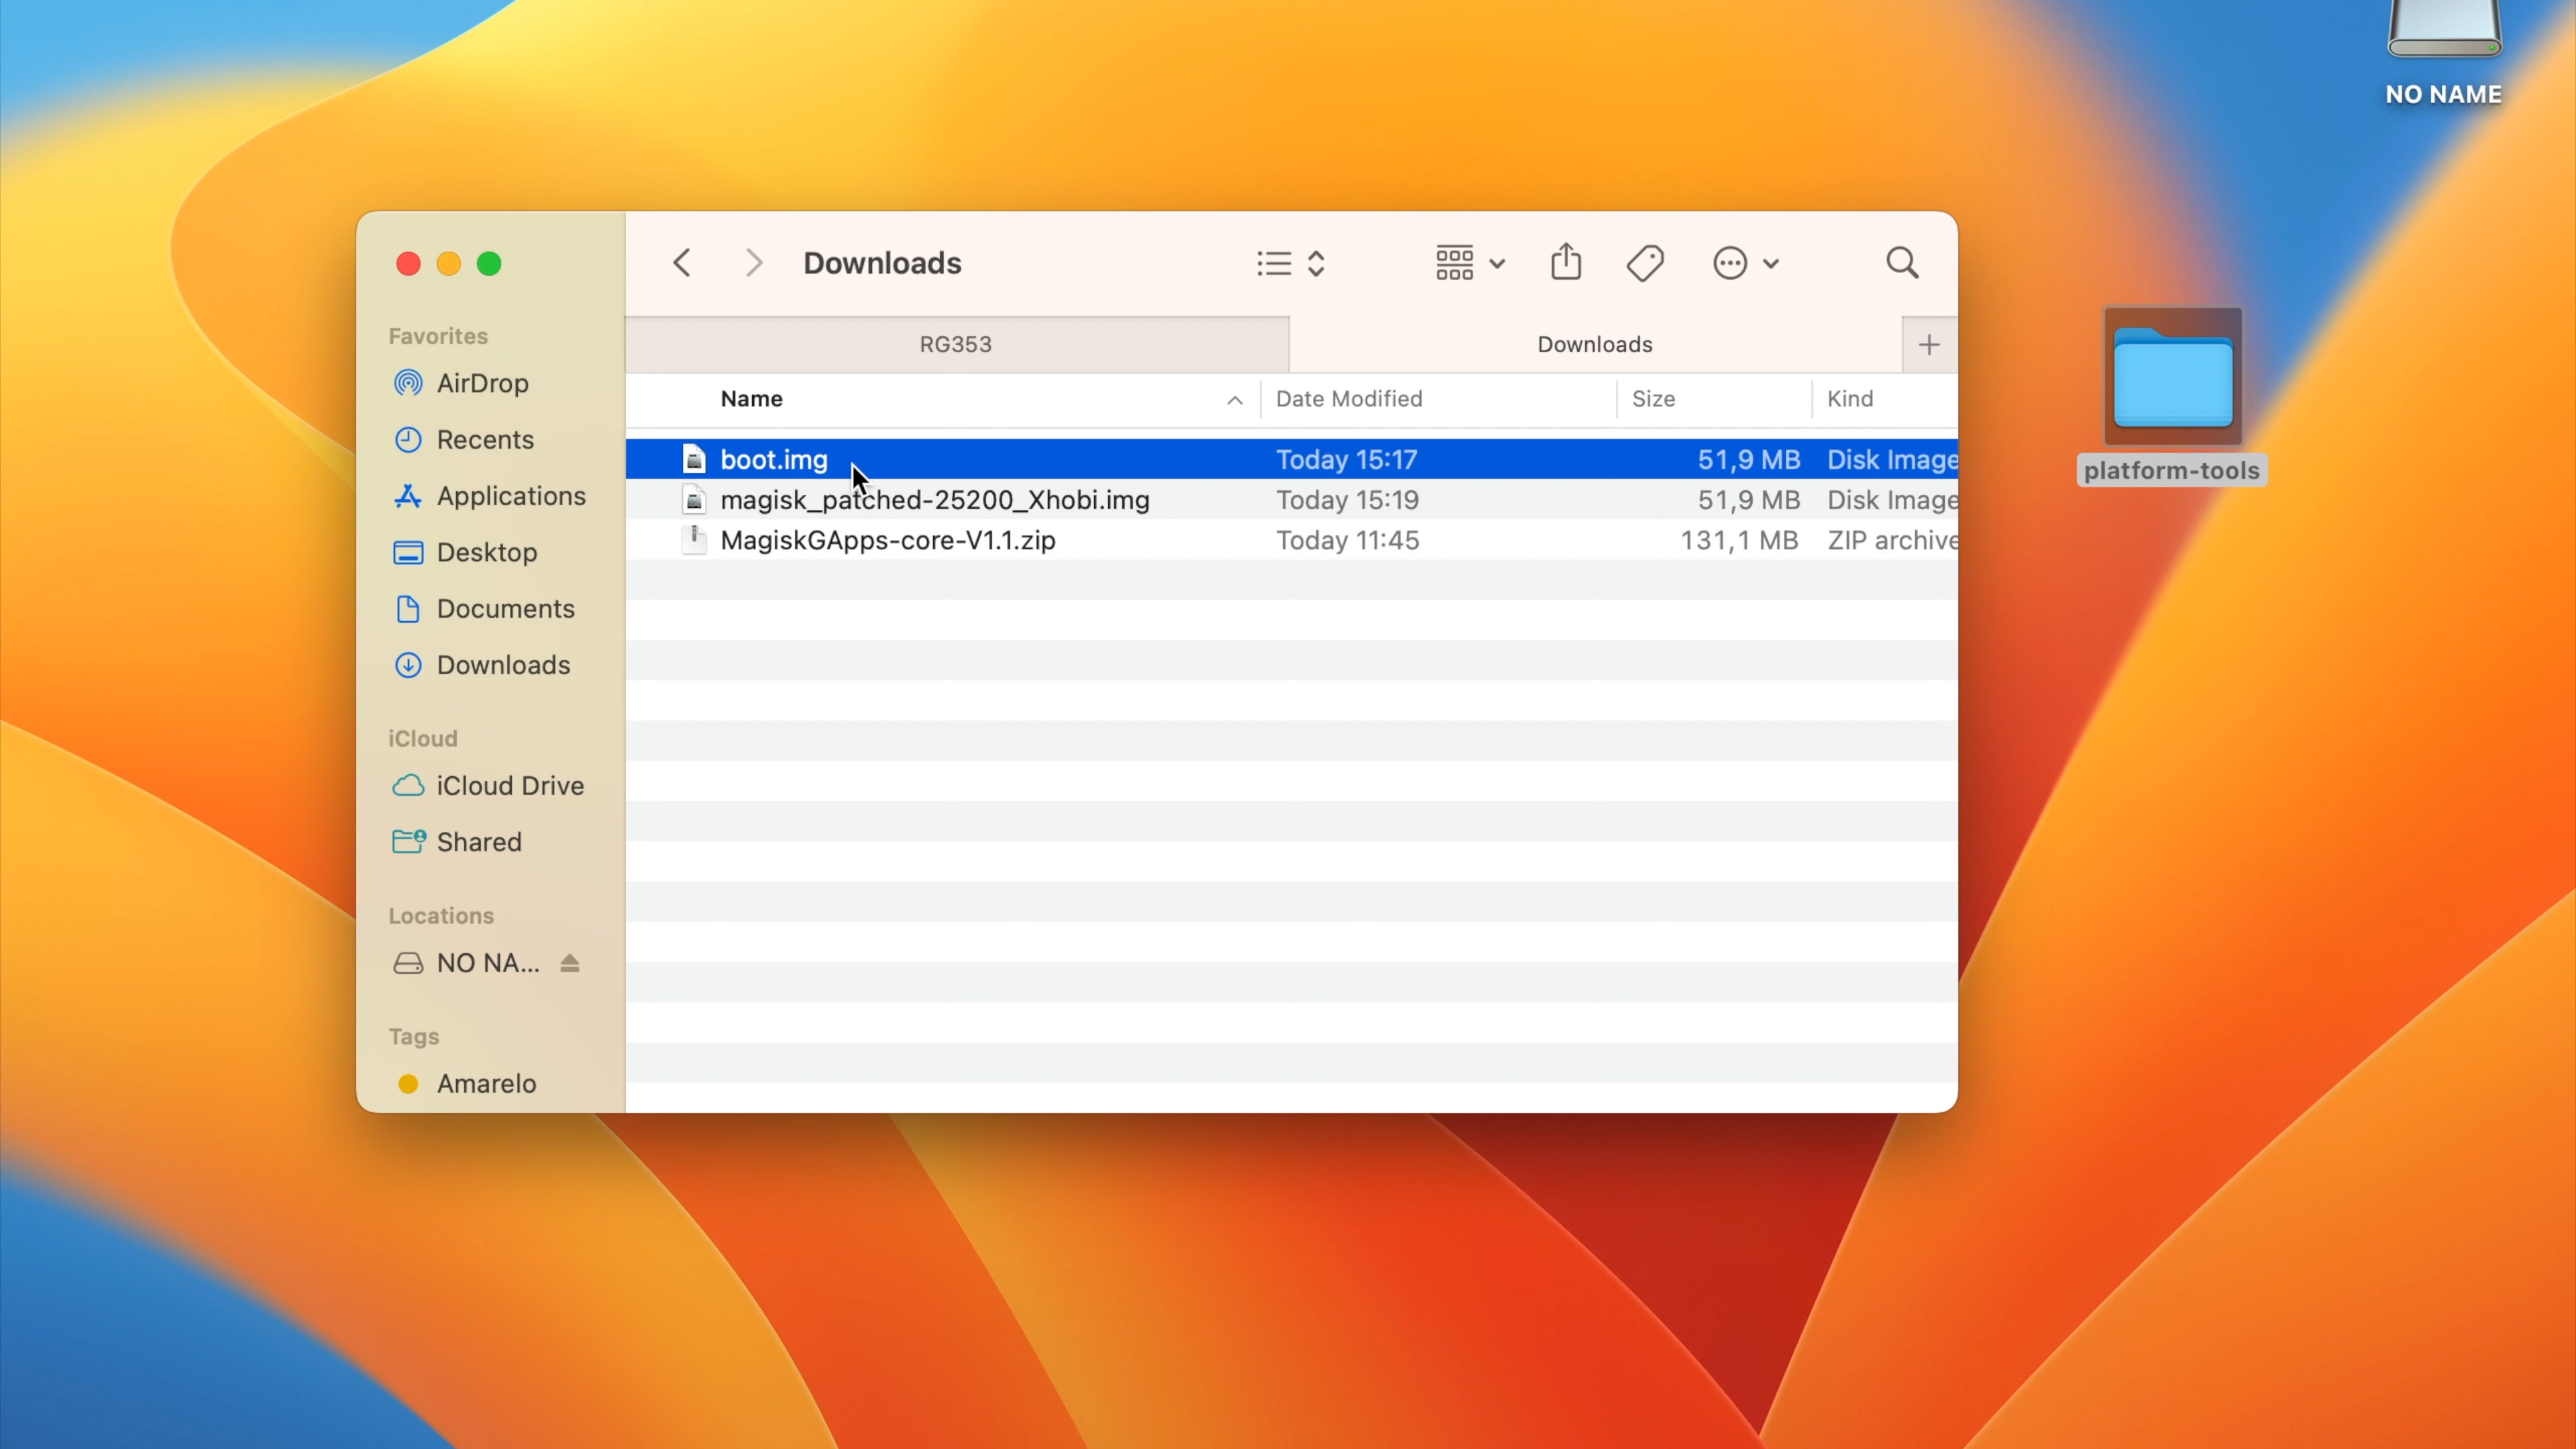 NO NAME
Downloads
RG353
Downloads
Name
Date Modified
Size
Kind
boot.img
Today 15:17
51,9 MB
Disk Image
magisk_patched-25200_Xhobi.img
Today 15:19
51,9 MB
Disk Image
MagiskGApps-core-V1.1.zip
Today 11:45
131,1 MB
ZIP archive
Favorites
AirDrop
Recents
Applications
Desktop
Documents
Downloads
iCloud
iCloud Drive
Shared
Locations
NO NA...
Tags
Amarelo
platform-tools